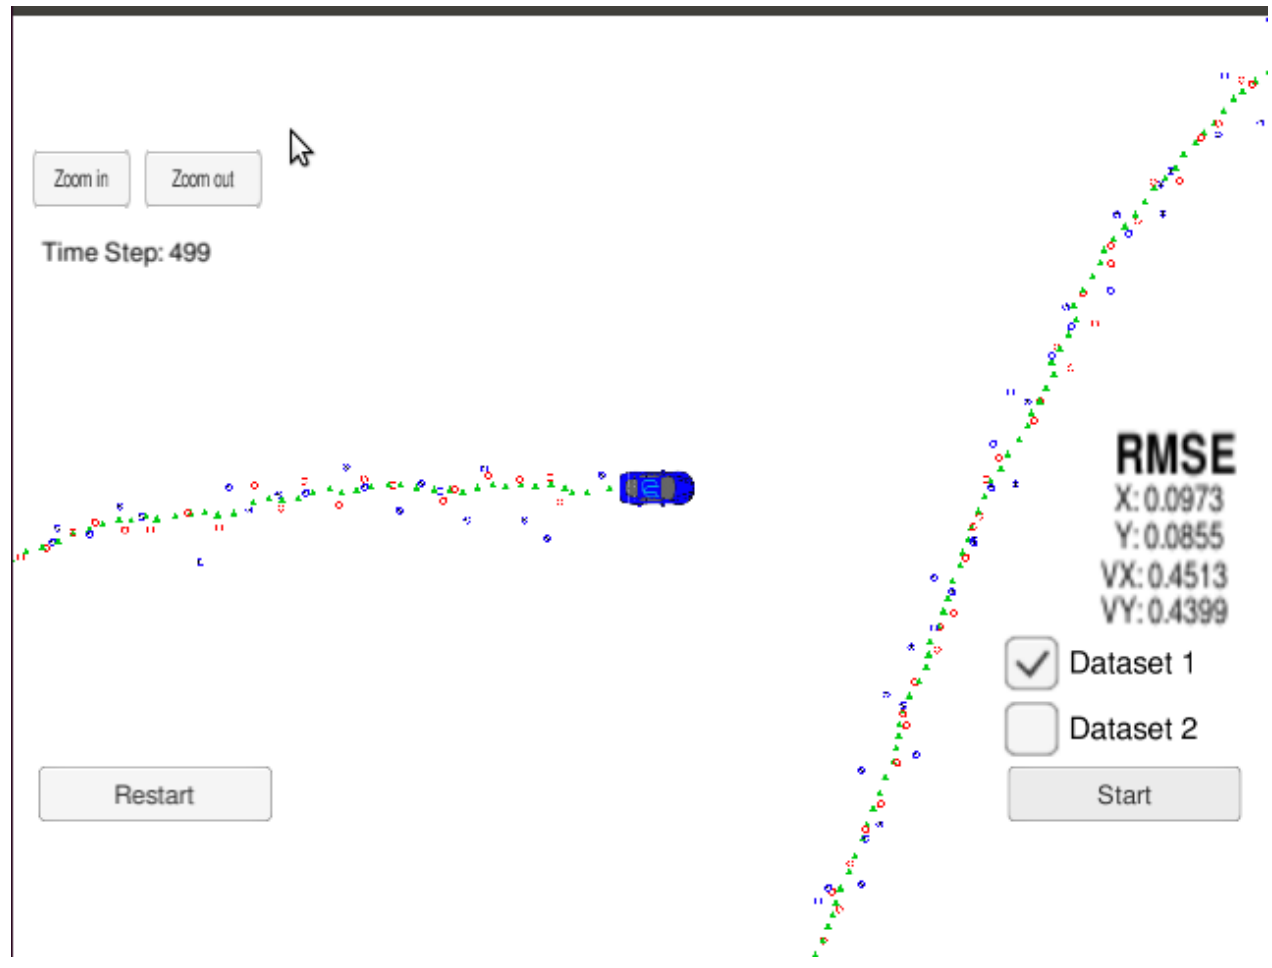 Zoom in
Zoom out
Time Step: 499
RMSE
X: 0.0973
Y: 0.0855
VX: 0.4513
VY: 0.4399
Dataset 1
Dataset 2
Restart
Start